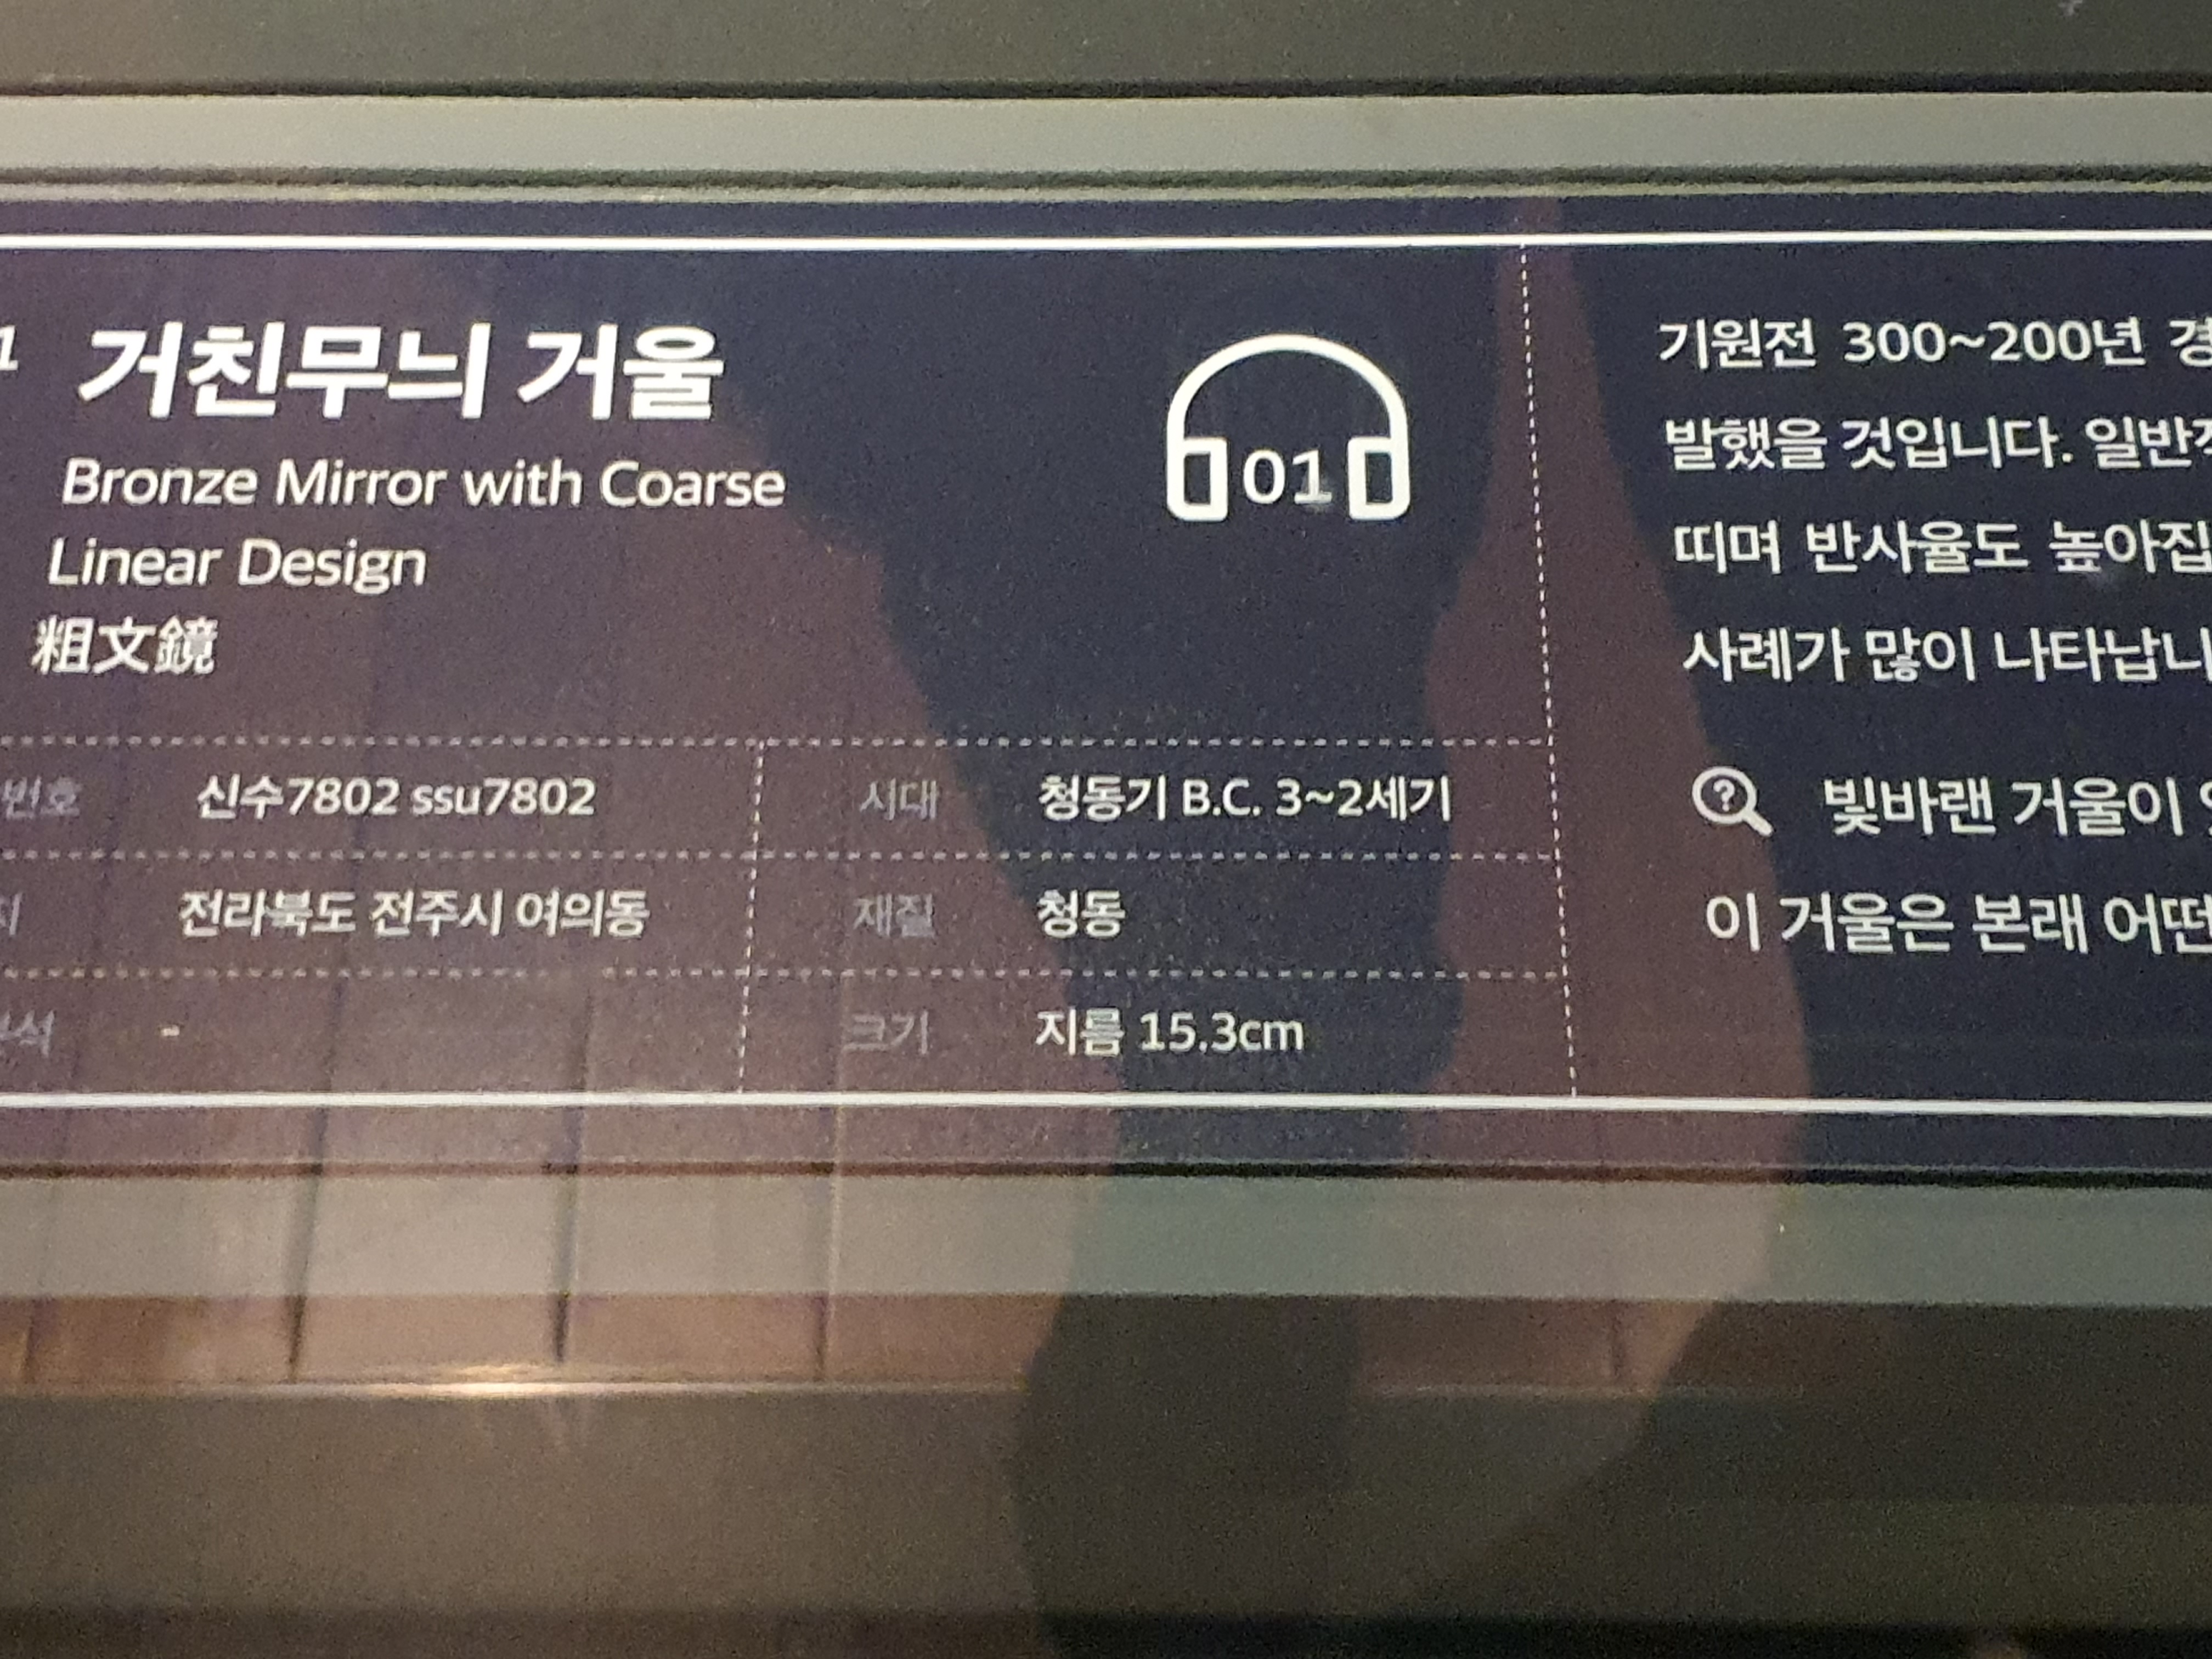 1 거친무늬 거울
Bronze Mirror with Coarse
Linear Design
粗文鏡
01
번호 신수7802 ssu7802
시대 청동기 B.C. 3~2세기
전라북도 전주시 여의동
재질 청동
-
크기 지름 15.3cm
기원전 300~200년
발했을 것입니다.
띠며 반사율도
사례가 많이
? 빛바랜 거울이
이 거울은 본래